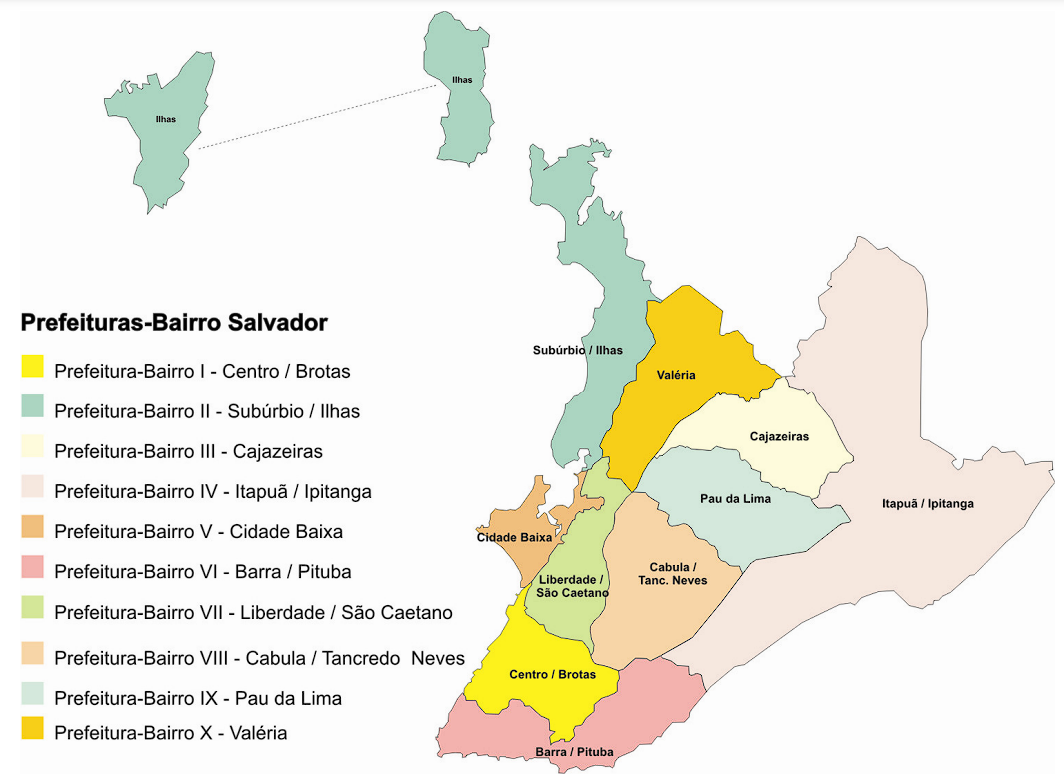 Ilhas
Ilhas
Prefeituras-Bairro Salvador
Prefeitura-Bairro I - Centro / Brotas
Prefeitura-Bairro II - Subúrbio / Ilhas
Prefeitura-Bairro III - Cajazeiras
Prefeitura-Bairro IV - Itapuã / Ipitanga
Prefeitura-Bairro V - Cidade Baixa
Prefeitura-Bairro VI - Barra / Pituba
Prefeitura-Bairro VII - Liberdade / São Caetano
Prefeitura-Bairro VIII - Cabula / Tancredo Neves
Prefeitura-Bairro IX - Pau da Lima
Prefeitura-Bairro X - Valéria
Subúrbio / Ilhas
Valéria
Cajazeiras
Pau da Lima
Itapuã / Ipitanga
Cidade Baixa
Liberdade /
São Caetano
Cabula /
Tanc. Neves
Centro / Brotas
Barra / Pituba